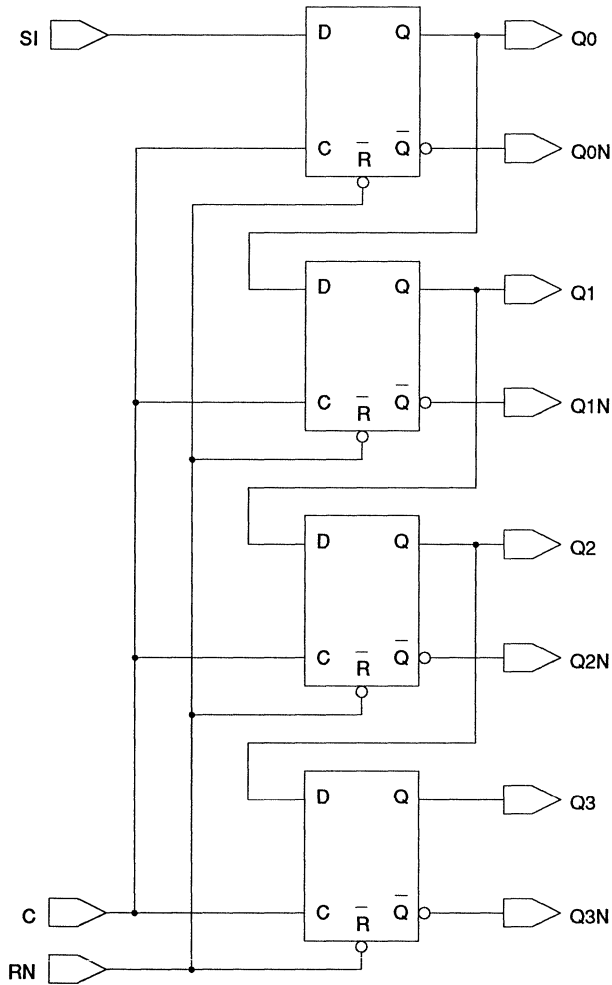 SI D Q Q0
C R̅ Q̅ Q0N
D Q Q1
C R̅ Q̅ Q1N
D Q Q2
C R̅ Q̅ Q2N
D Q Q3
C C R̅ Q̅ Q3N
RN